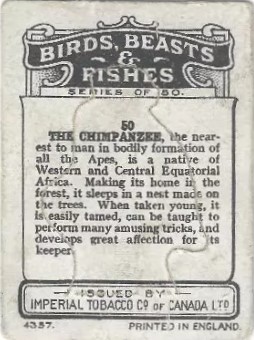 BIRDS, BEASTS
&
FISHES
SERIES OF 50.
50
THE CHIMPANZEE, the near-
est to man in bodily formation of
all the Apes, is a native of
Western and Central Equatorial
Africa. Making its home in the
forest, it sleeps in a nest made on
the trees. When taken young, it
is easily tamed, can be taught to
perform many amusing tricks, and
develops great affection for its
keeper.
ISSUED BY
IMPERIAL TOBACCO Co OF CANADA LTD
4357. PRINTED IN ENGLAND.